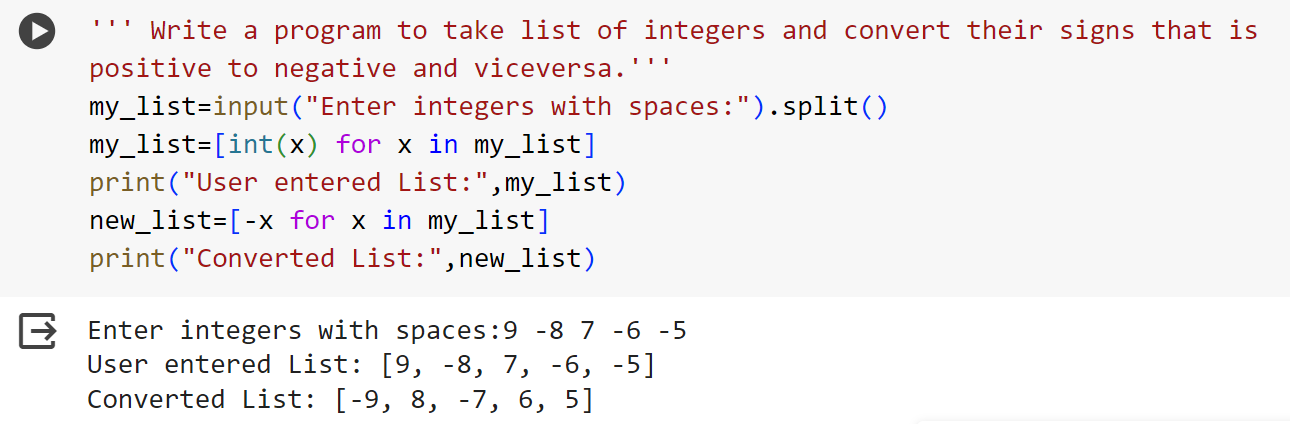 ''' Write a program to take list of integers and convert their signs that is
positive to negative and viceversa.'''
my_list=input("Enter integers with spaces:").split()
my_list=[int(x) for x in my_list]
print("User entered List:",my_list)
new_list=[-x for x in my_list]
print("Converted List:",new_list)
Enter integers with spaces:9 -8 7 -6 -5
User entered List: [9, -8, 7, -6, -5]
Converted List: [-9, 8, -7, 6, 5]